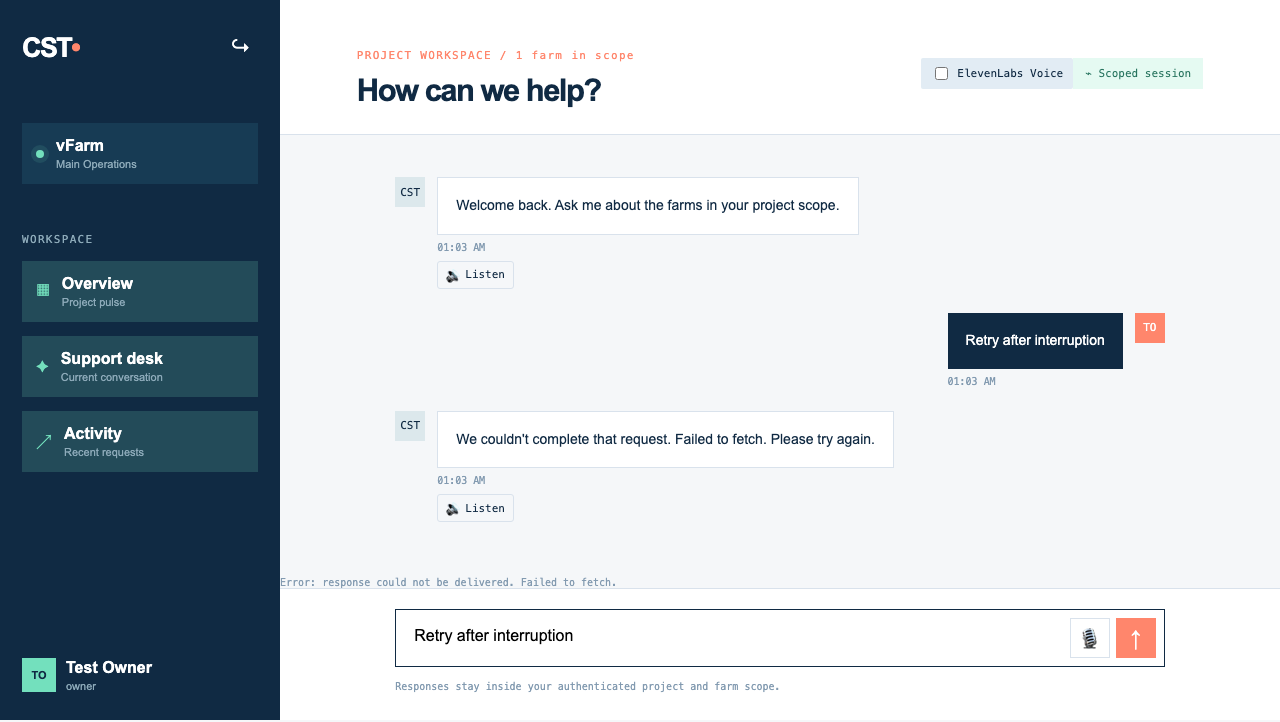 CST
vFarm
Main Operations
WORKSPACE
Overview
Project pulse
Support desk
Current conversation
Activity
Recent requests
TO
Test Owner
owner
PROJECT WORKSPACE / 1 farm in scope
How can we help?
ElevenLabs Voice
Scoped session
CST
Welcome back. Ask me about the farms in your project scope.
01:03 AM
Listen
Retry after interruption
TO
01:03 AM
CST
We couldn't complete that request. Failed to fetch. Please try again.
01:03 AM
Listen
Error: response could not be delivered. Failed to fetch.
Retry after interruption
Responses stay inside your authenticated project and farm scope.